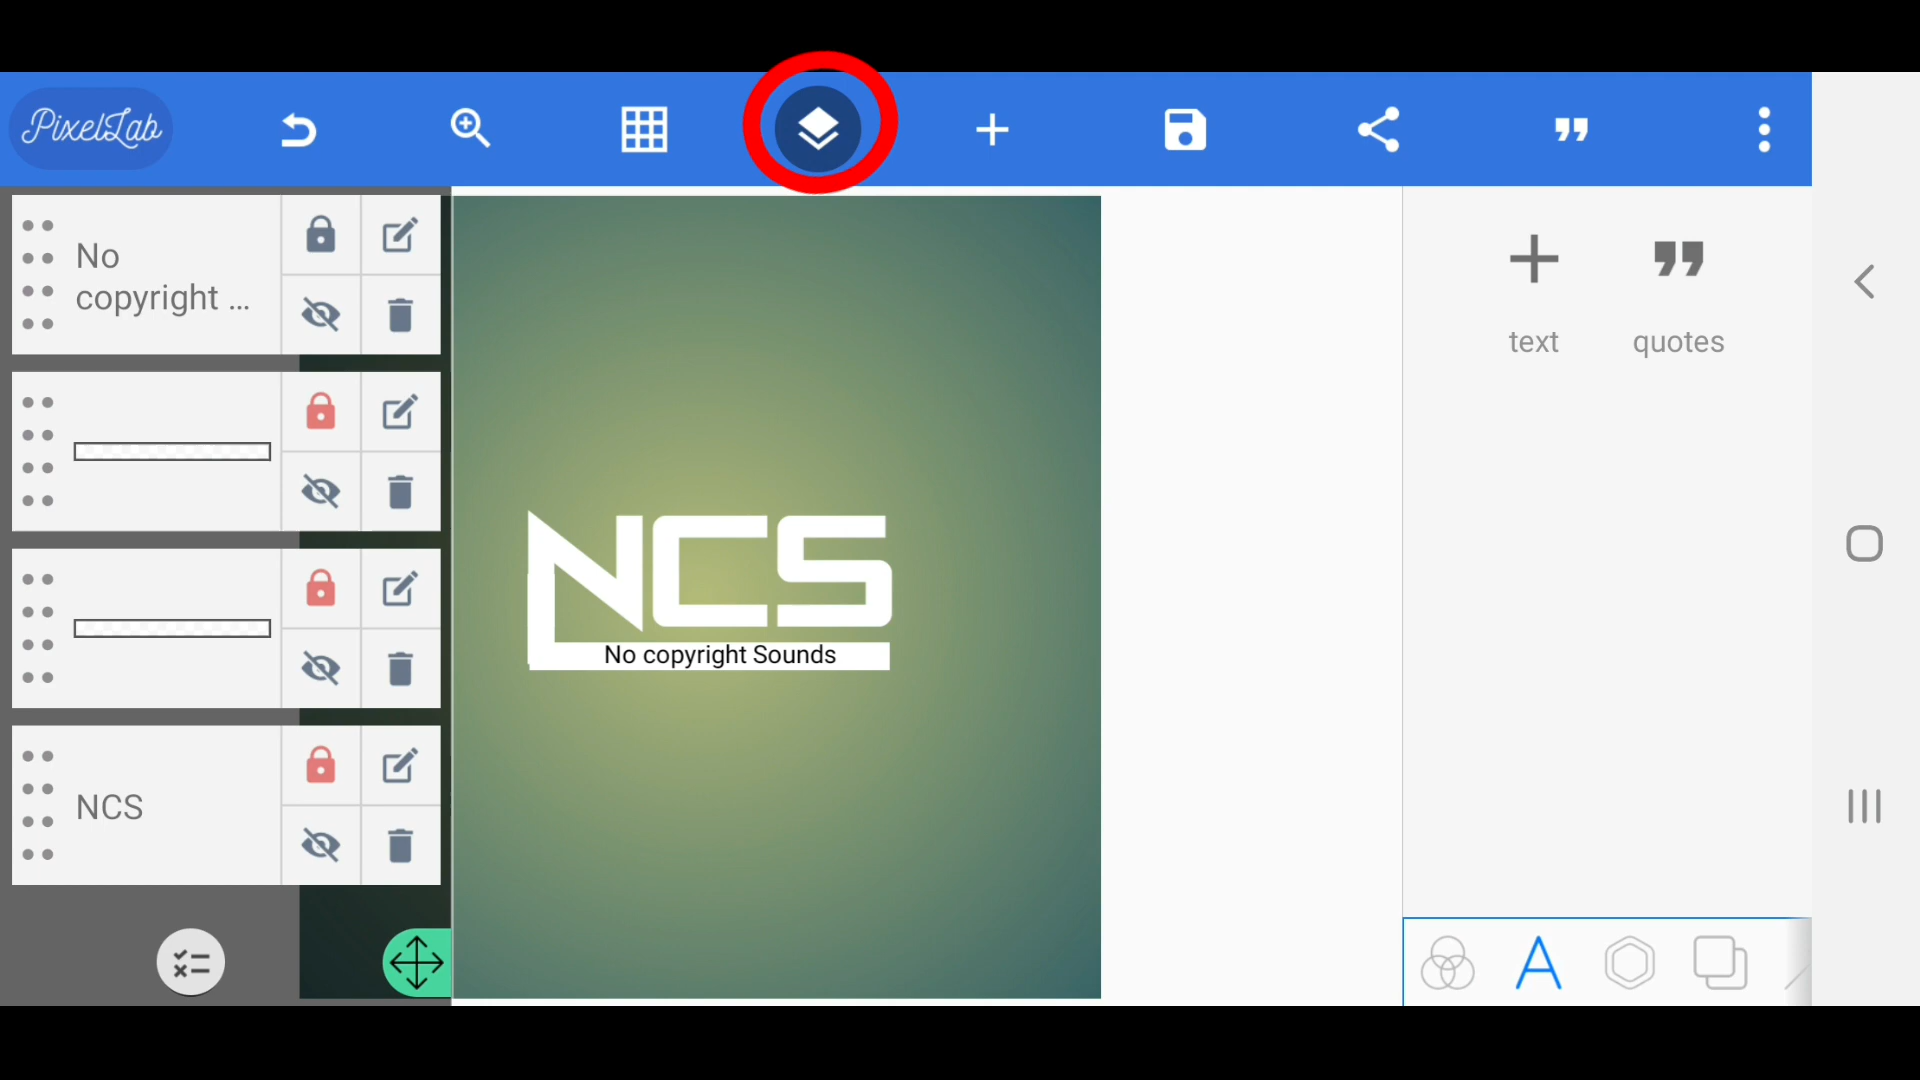 PixelLab
No
copyright ...
NCS
NCS
No copyright Sounds
text
quotes